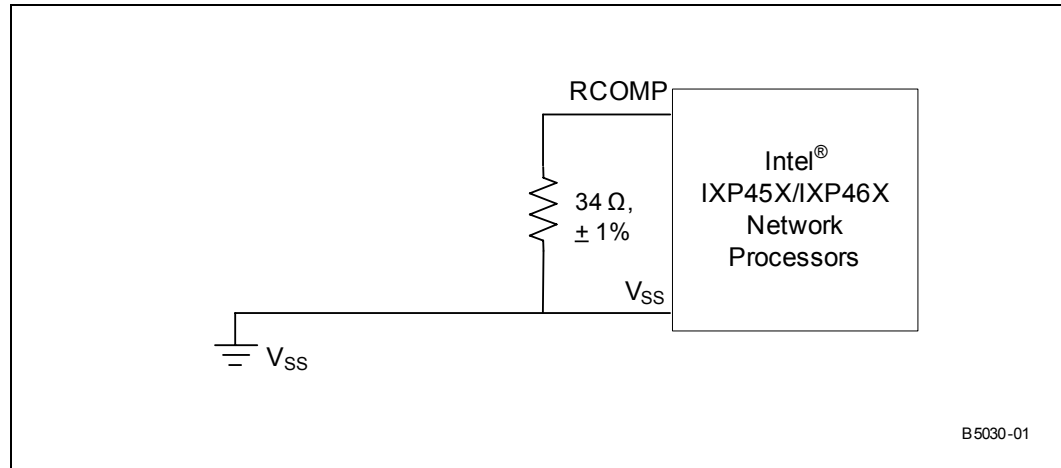 RCOMP
Intel®
IXP45X/IXP46X
Network
Processors
34 Ω,
± 1%
VSS
VSS
B5030-01